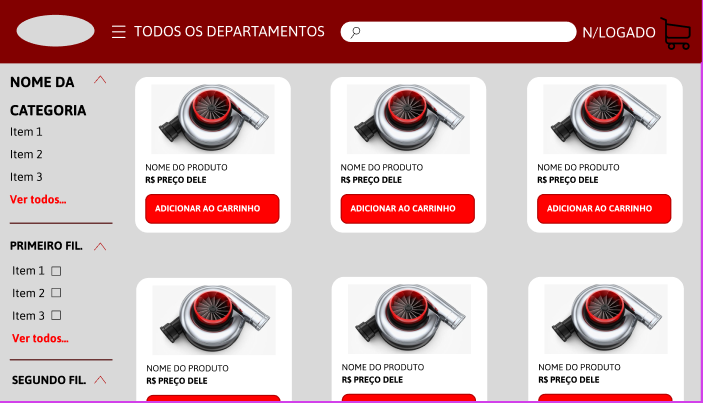 TODOS OS DEPARTAMENTOS
N/LOGADO
NOME DA
CATEGORIA
Item 1
Item 2
Item 3
Ver todos...
PRIMEIRO FIL.
Item 1
Item 2
Item 3
Ver todos...
SEGUNDO FIL.
NOME DO PRODUTO
R$ PREÇO DELE
ADICIONAR AO CARRINHO
NOME DO PRODUTO
R$ PREÇO DELE
ADICIONAR AO CARRINHO
NOME DO PRODUTO
R$ PREÇO DELE
ADICIONAR AO CARRINHO
NOME DO PRODUTO
R$ PREÇO DELE
NOME DO PRODUTO
R$ PREÇO DELE
NOME DO PRODUTO
R$ PREÇO DELE